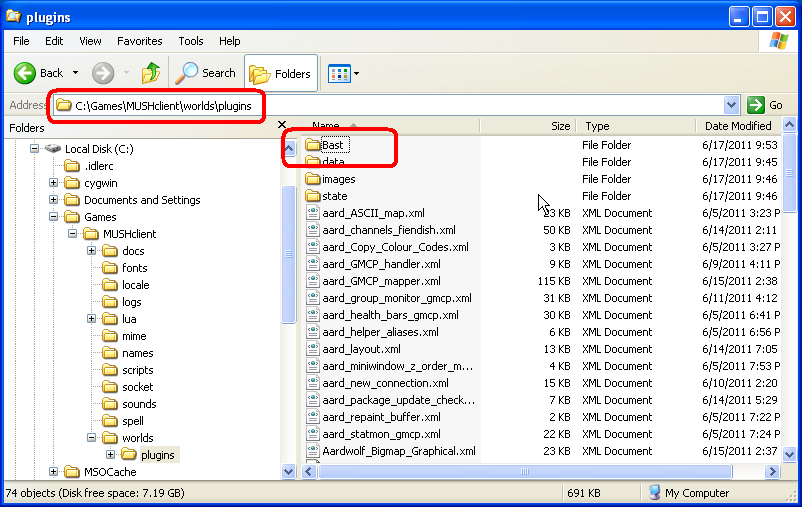 plugins
File Edit View Favorites Tools Help
Back Search Folders
Address C:\Games\MUSHclient\worlds\plugins Go
Folders
Local Disk (C:)
.idlerc
cygwin
Documents and Settings
Games
MUSHclient
docs
fonts
locale
logs
lua
mime
names
scripts
socket
sounds
spell
worlds
plugins
MSOCache
Name Size Type Date Modified
Bast File Folder 6/17/2011 9:53
data File Folder 6/17/2011 9:46
images File Folder 6/17/2011 9:46
state File Folder 6/17/2011 9:46
aard_ASCII_map.xml 23 KB XML Document 6/5/2011 3:23 P
aard_channels_fiendish.xml 50 KB XML Document 6/14/2011 2:11
aard_Copy_Colour_Codes.xml 3 KB XML Document 6/5/2011 3:27 P
aard_GMCP_handler.xml 9 KB XML Document 6/9/2011 4:11 P
aard_GMCP_mapper.xml 115 KB XML Document 6/15/2011 2:38
aard_group_monitor_gmcp.xml 31 KB XML Document 6/11/2011 4:12
aard_health_bars_gmcp.xml 30 KB XML Document 6/5/2011 6:41 P
aard_helper_aliases.xml 6 KB XML Document 6/5/2011 6:56 P
aard_layout.xml 13 KB XML Document 6/14/2011 7:05
aard_miniwindow_z_order_m... 4 KB XML Document 6/5/2011 7:53 P
aard_new_connection.xml 15 KB XML Document 6/10/2011 2:20
aard_package_update_check... 7 KB XML Document 6/14/2011 5:29
aard_repaint_buffer.xml 2 KB XML Document 6/5/2011 7:22 P
aard_statmon_gmcp.xml 22 KB XML Document 6/5/2011 7:24 P
Aardwolf_Bigmap_Graphical.xml 23 KB XML Document 6/15/2011 2:37
74 objects (Disk free space: 7.19 GB) 691 KB My Computer